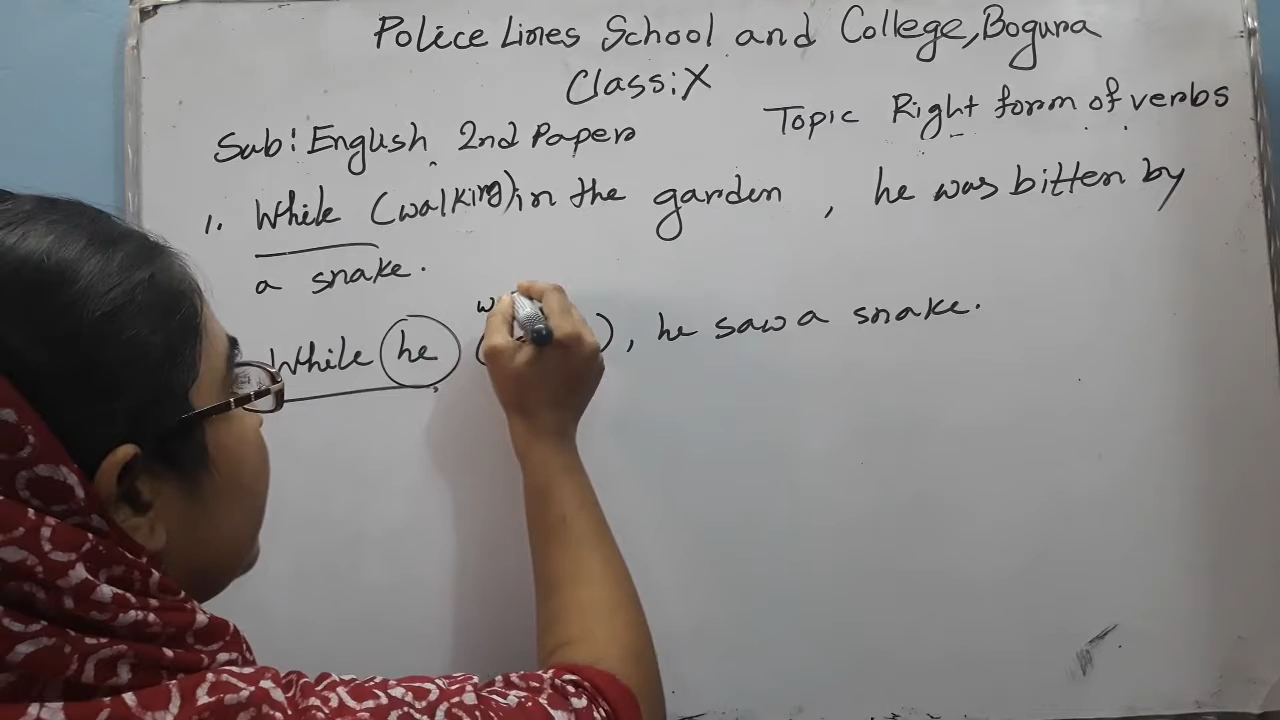 Police Lines School and College, Bogura
Class: X
Topic Right form of verbs
Sub: English 2nd Paper
1. While (walking) in the garden, he was bitten by
a snake.
While he ( ), he saw a snake.